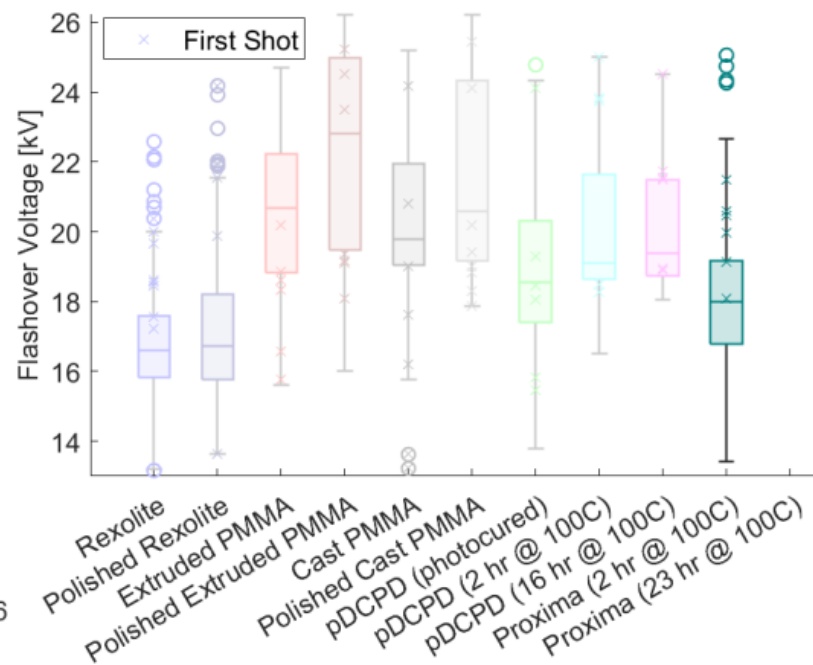 First Shot
Flashover Voltage [kV]
26
24
22
20
18
16
14
Rexolite
Polished Rexolite
Extruded PMMA
Polished Extruded PMMA
Cast PMMA
Polished Cast PMMA
pDCPD (photocured)
pDCPD (2 hr @ 100C)
pDCPD (16 hr @ 100C)
Proxima (2 hr @ 100C)
Proxima (23 hr @ 100C)
6